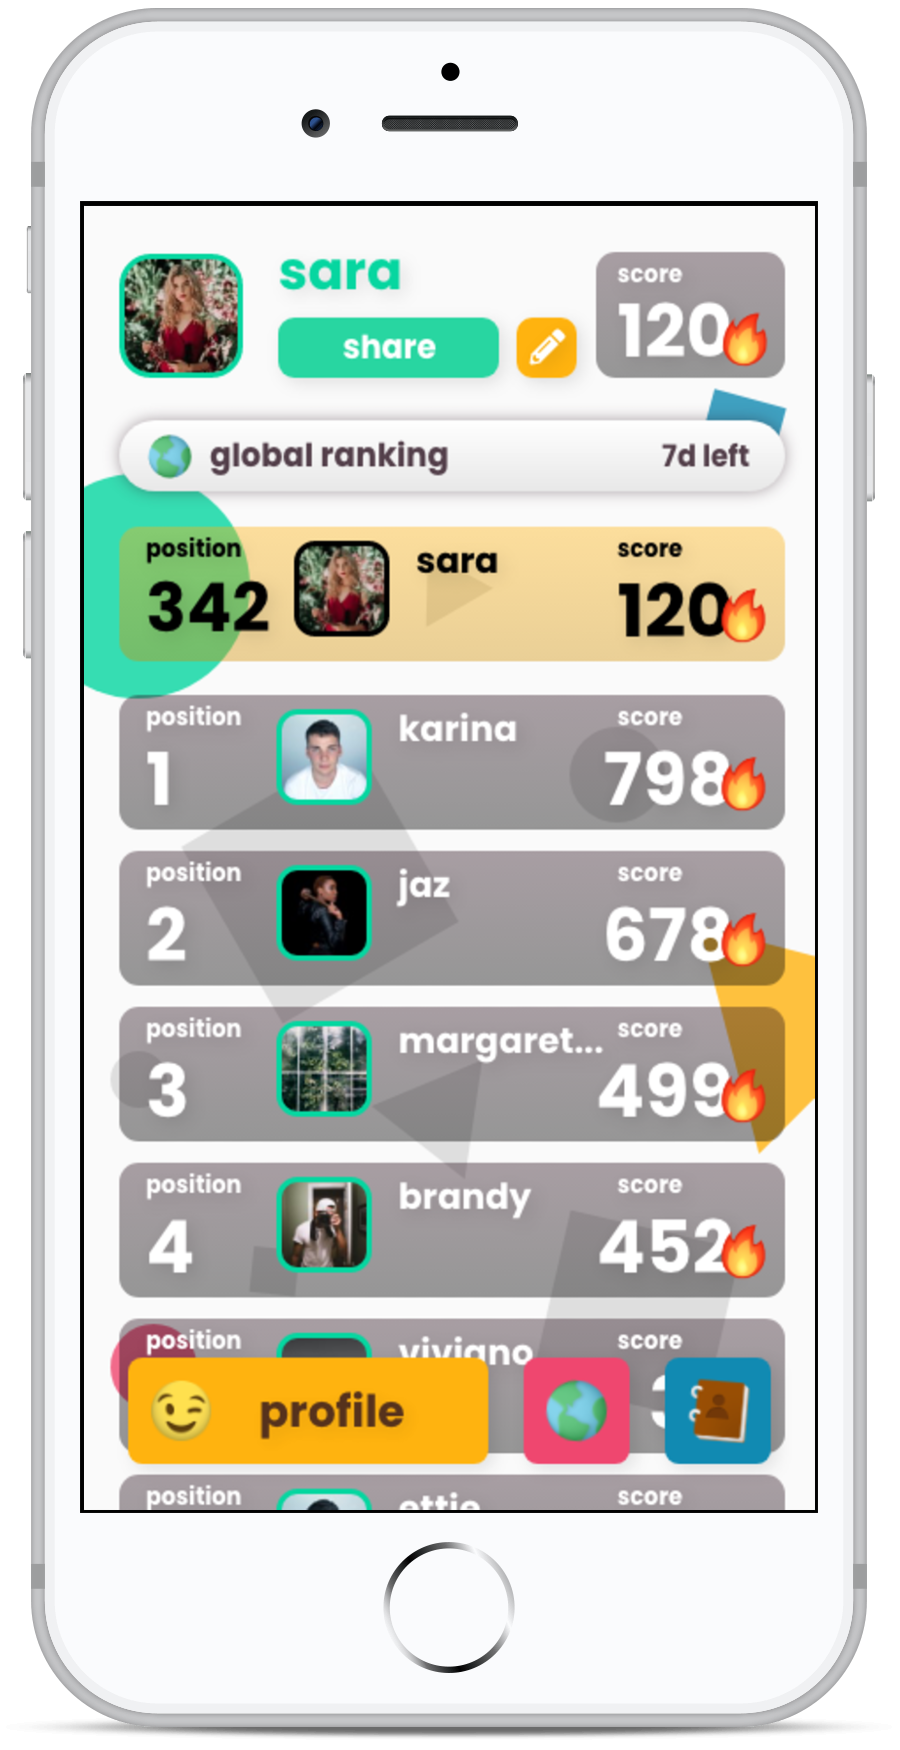 sara
share
score
120
global ranking
7d left
position
342
sara
score
120
position
1
karina
score
798
position
2
jaz
score
678
position
3
margaret...
score
499
position
4
brandy
score
452
position
viviano
score
profile
position
ettie
score